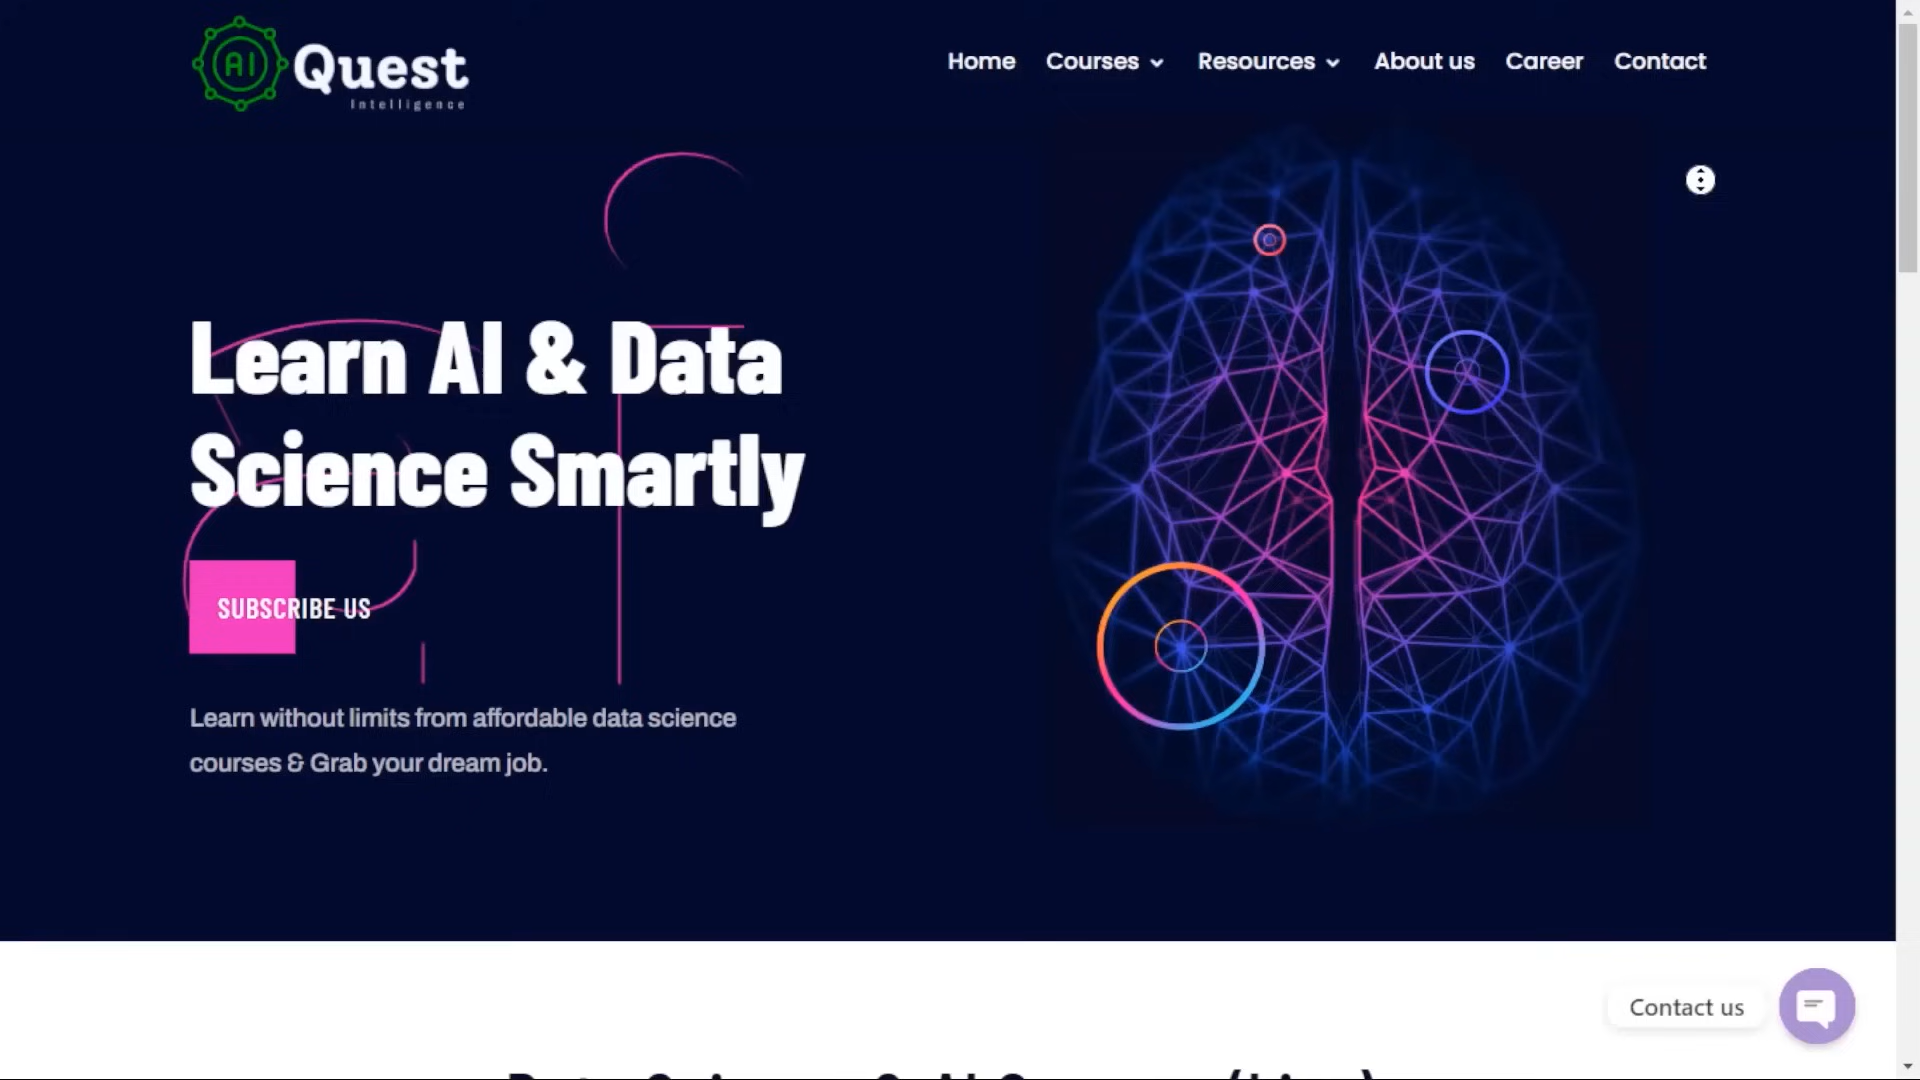 AI Quest
Intelligence
Home Courses Resources About us Career Contact
Learn AI & Data
Science Smartly
SUBSCRIBE US
Learn without limits from affordable data science
courses & Grab your dream job.
Contact us